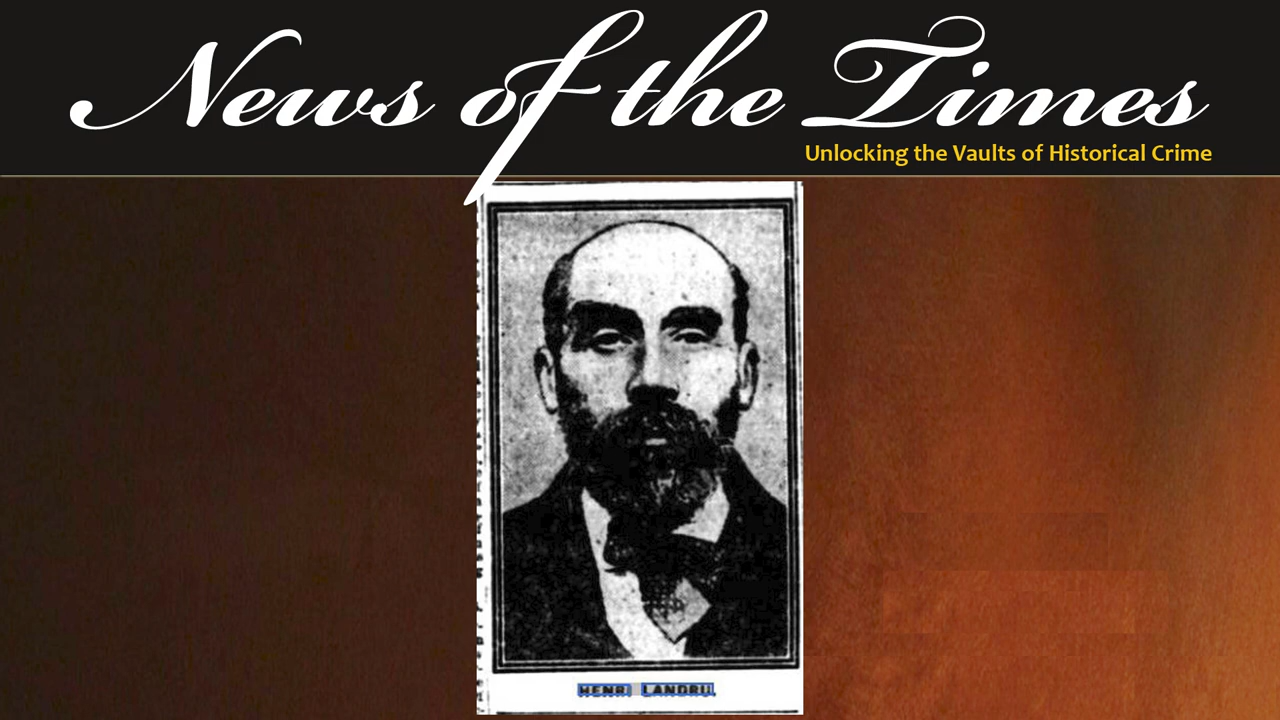 News of the Times
Unlocking the Vaults of Historical Crime
HENRI LANDRU.